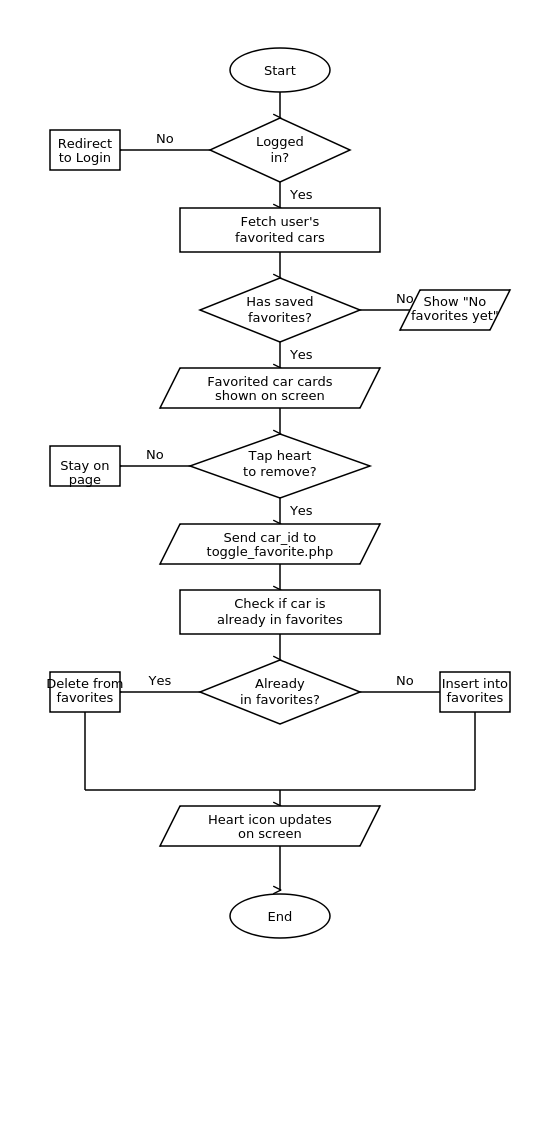 Start
Logged
in?
No
Redirect
to Login
Yes
Fetch user's
favorited cars
Has saved
favorites?
No
Show "No
favorites yet"
Yes
Favorited car cards
shown on screen
Tap heart
to remove?
No
Stay on
page
Yes
Send car_id to
toggle_favorite.php
Check if car is
already in favorites
Already
in favorites?
Yes
Delete from
favorites
No
Insert into
favorites
Heart icon updates
on screen
End